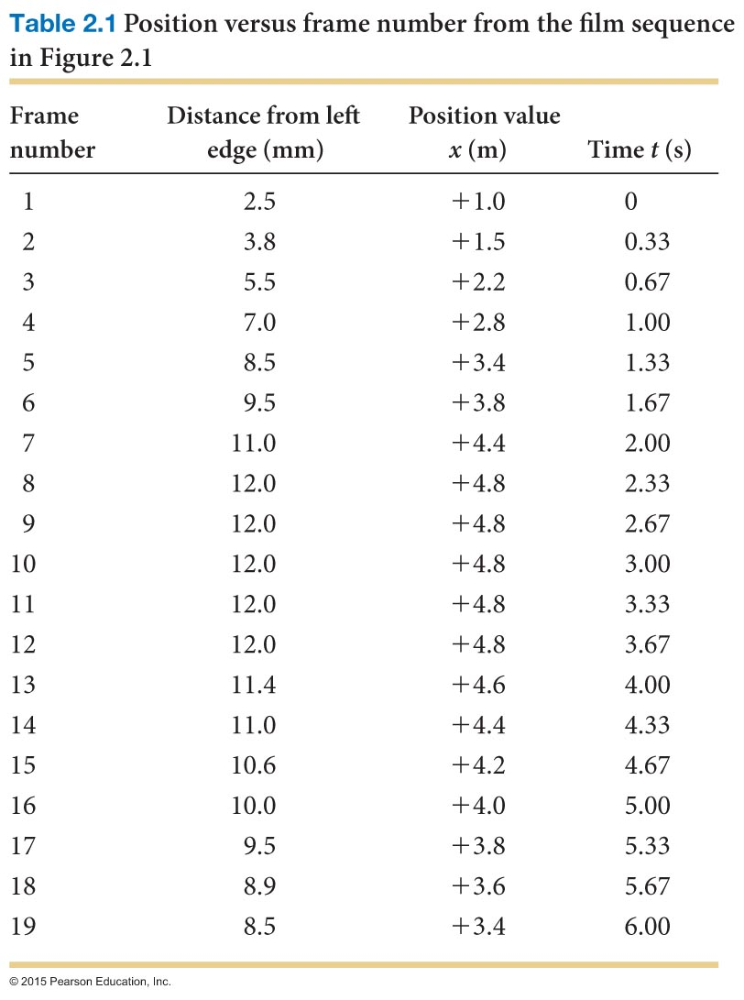 Table 2.1 Position versus frame number from the film sequence
in Figure 2.1
Frame Distance from left Position value
number edge (mm) x (m) Time t (s)
1 2.5 +1.0 0
2 3.8 +1.5 0.33
3 5.5 +2.2 0.67
4 7.0 +2.8 1.00
5 8.5 +3.4 1.33
6 9.5 +3.8 1.67
7 11.0 +4.4 2.00
8 12.0 +4.8 2.33
9 12.0 +4.8 2.67
10 12.0 +4.8 3.00
11 12.0 +4.8 3.33
12 12.0 +4.8 3.67
13 11.4 +4.6 4.00
14 11.0 +4.4 4.33
15 10.6 +4.2 4.67
16 10.0 +4.0 5.00
17 9.5 +3.8 5.33
18 8.9 +3.6 5.67
19 8.5 +3.4 6.00
© 2015 Pearson Education, Inc.